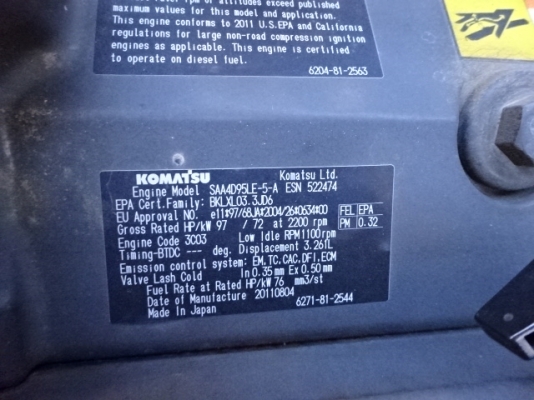 maximum values for this model and application.
This engine conforms to 2011 U.S.EPA and California
regulations for large non-road compression ignition
engines as applicable. This engine is certified
to operate on diesel fuel.
6204-81-2563
KOMATSU Komatsu Ltd.
Engine Model SAA4D95LE-5-A ESN 522474
EPA Cert.Family: BKLXL03.3JD6
EU Approval NO. e11*97/68JA*2004/26*0634*00
Gross Rated HP/kW 97 / 72 at 2200 rpm
FEL EPA
PM 0.32
Engine Code 3C03 Low Idle RPM1100rpm
Timing-BTDC --- deg. Displacement 3.26ℓL
Emission control system: EM,TC,CAC,DFI,ECM
Valve Lash Cold In 0.35 mm Ex 0.50 mm
Fuel Rate at Rated HP/kW 76 mm3/st
Date of Manufacture 20110804
Made In Japan 6271-81-2544